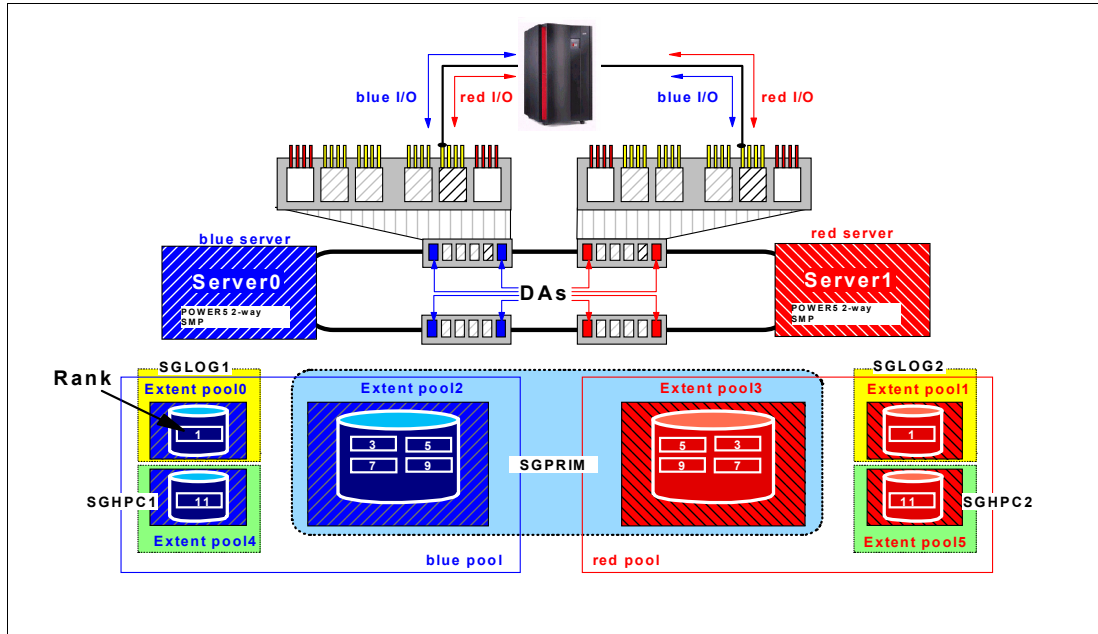 blue I/O
red I/O
blue I/O
red I/O
blue server
red server
Server0
POWER5 2-way
SMP
DAs
Server1
POWER5 2-way
SMP
SGLOG1
SGLOG2
Rank
Extent pool0
Extent pool2
Extent pool3
Extent pool1
1
3
5
7
9
SGPRIM
5
3
9
7
1
SGHPC1
11
11
SGHPC2
Extent pool4
Extent pool5
blue pool
red pool